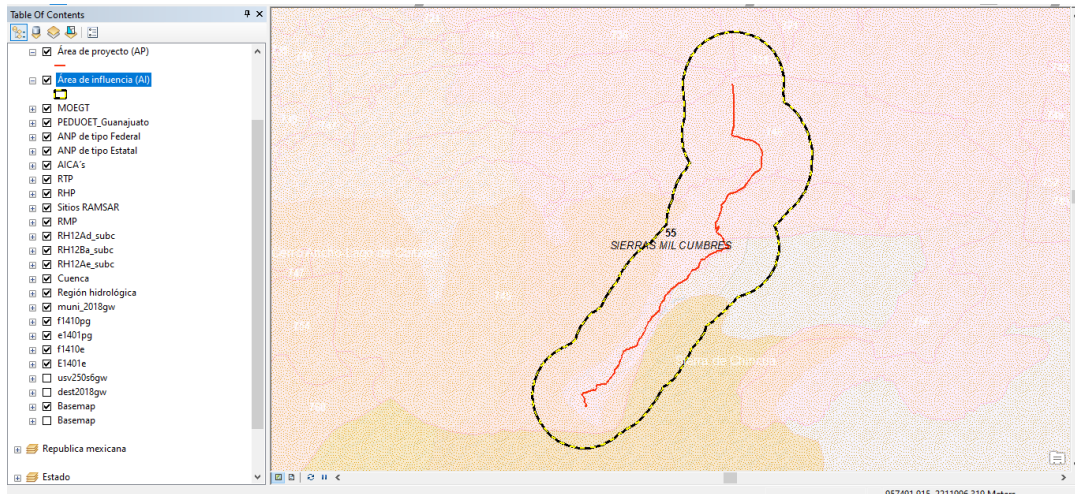 Table Of Contents
Área de proyecto (AP)
Área de influencia (AI)
MOEGT
PEDUOET_Guanajuato
ANP de tipo Federal
ANP de tipo Estatal
AICA´s
RTP
RHP
Sitios RAMSAR
RMP
RH12Ad_subc
RH12Ba_subc
RH12Ae_subc
Cuenca
Región hidrológica
muni_2018gw
f1410pg
e1401pg
f1410e
E1401e
usv250s6gw
dest2018gw
Basemap
Basemap
Republica mexicana
Estado
55
SIERRAS MIL CUMBRES